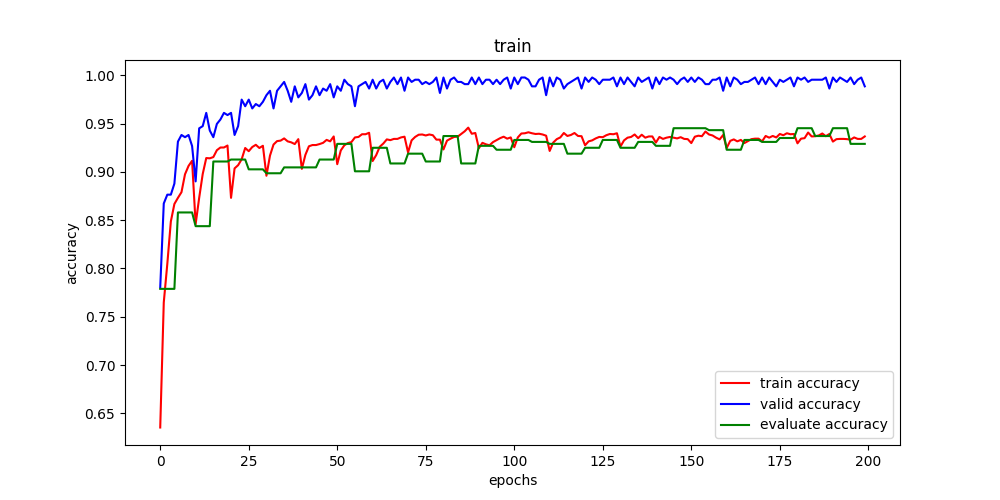 train
1.00
0.95
0.90
0.85
0.80
0.75
0.70
0.65
accuracy
0 25 50 75 100 125 150 175 200
epochs
train accuracy
valid accuracy
evaluate accuracy